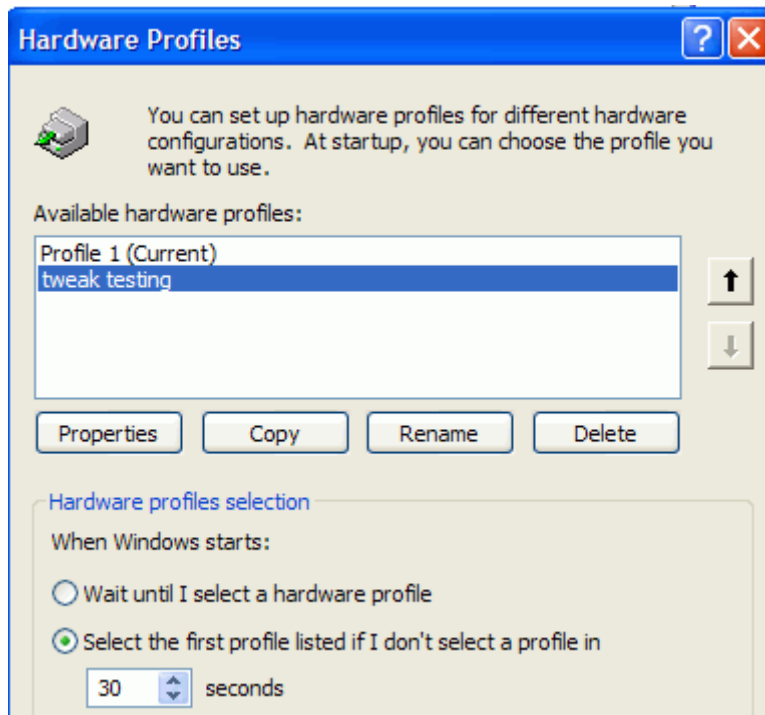 Hardware Profiles
You can set up hardware profiles for different hardware
configurations. At startup, you can choose the profile you
want to use.
Available hardware profiles:
Profile 1 (Current)
tweak testing
Properties Copy Rename Delete
Hardware profiles selection
When Windows starts:
Wait until I select a hardware profile
Select the first profile listed if I don't select a profile in
30 seconds